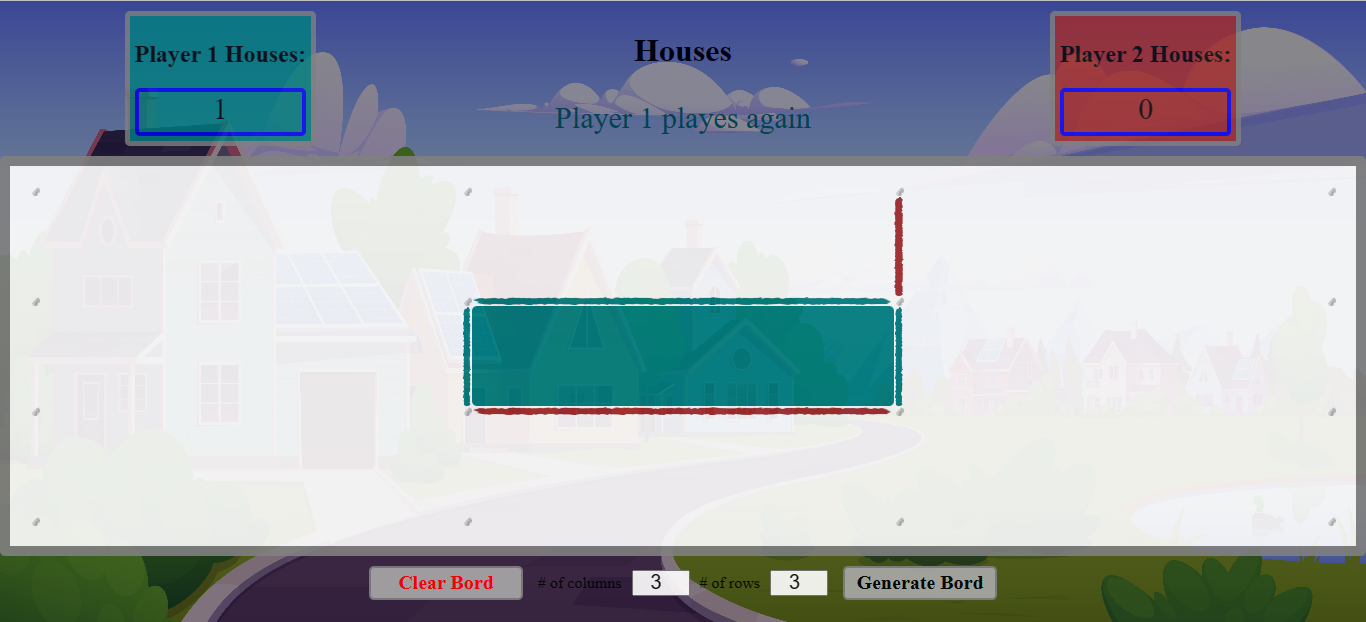 Player 1 Houses:
1
Houses
Player 1 playes again
Player 2 Houses:
0
Clear Bord
# of columns
3
# of rows
3
Generate Bord